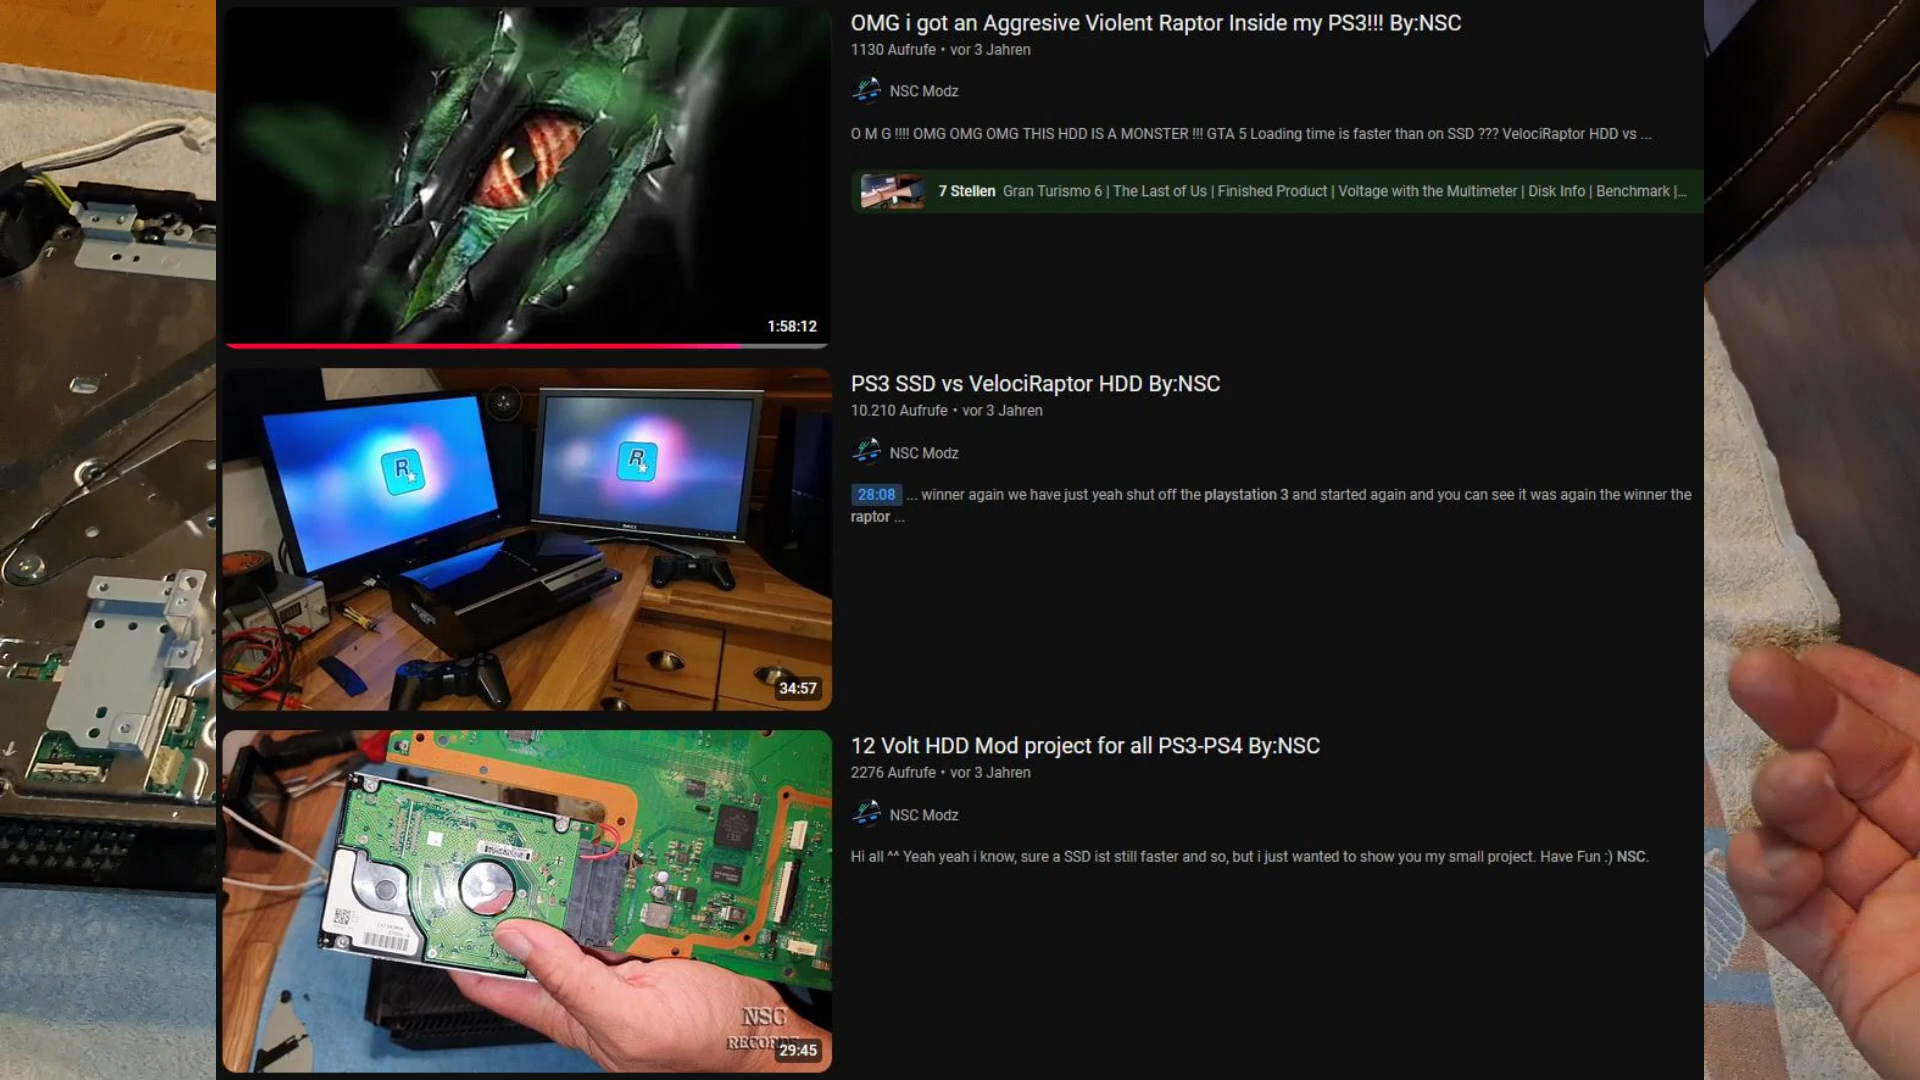 OMG i got an Aggresive Violent Raptor Inside my PS3!!! By:NSC
1130 Aufrufe • vor 3 Jahren
NSC Modz
O M G !!!! OMG OMG OMG THIS HDD IS A MONSTER !!! GTA 5 Loading time is faster than on SSD ??? VelociRaptor HDD vs ...
7 Stellen Gran Turismo 6 | The Last of Us | Finished Product | Voltage with the Multimeter | Disk Info | Benchmark |...
1:58:12
PS3 SSD vs VelociRaptor HDD By:NSC
10.210 Aufrufe • vor 3 Jahren
NSC Modz
28:08 ... winner again we have just yeah shut off the playstation 3 and started again and you can see it was again the winner the
raptor ...
R
R
DELL
34:57
12 Volt HDD Mod project for all PS3-PS4 By:NSC
2276 Aufrufe • vor 3 Jahren
NSC Modz
Hi all ^^ Yeah yeah i know, sure a SSD ist still faster and so, but i just wanted to show you my small project. Have Fun :) NSC.
NSC
RECORDS
29:45